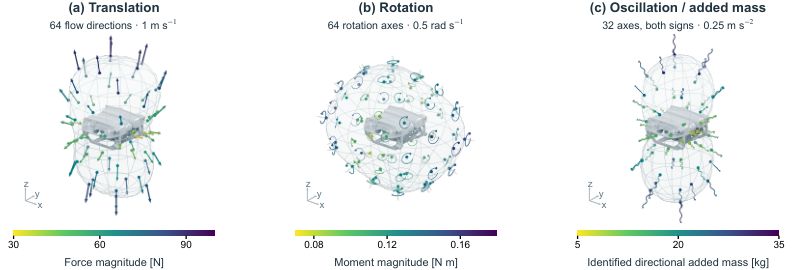 (a) Translation
64 flow directions · 1 m s⁻¹
z
y
x
30
60
90
Force magnitude [N]
(b) Rotation
64 rotation axes · 0.5 rad s⁻¹
z
y
x
0.08
0.12
0.16
Moment magnitude [N m]
(c) Oscillation / added mass
32 axes, both signs · 0.25 m s⁻²
z
y
x
5
20
35
Identified directional added mass [kg]